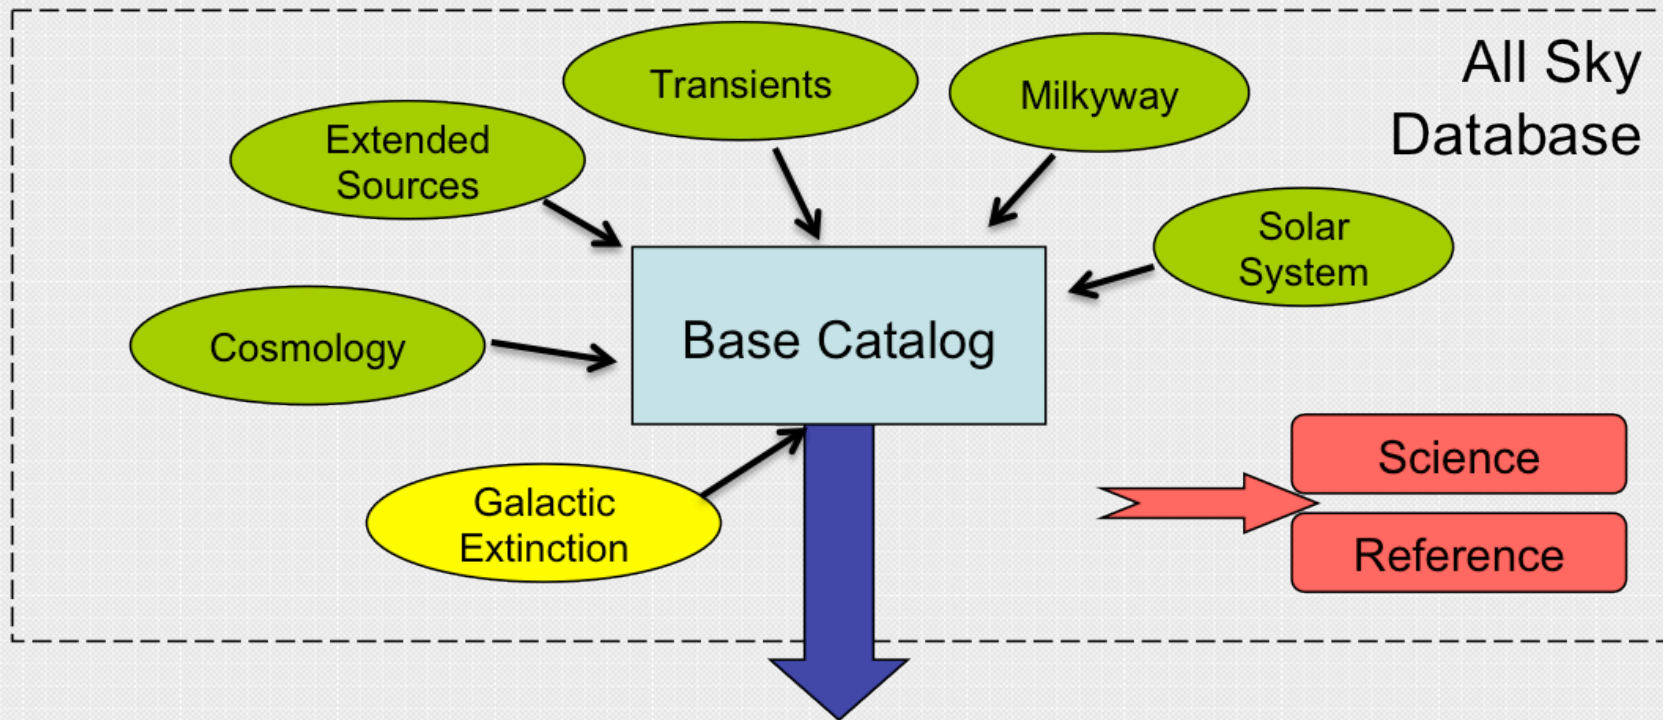 All Sky
Database
Transients
Milkyway
Extended
Sources
Solar
System
Cosmology
Base Catalog
Galactic
Extinction
Science
Reference